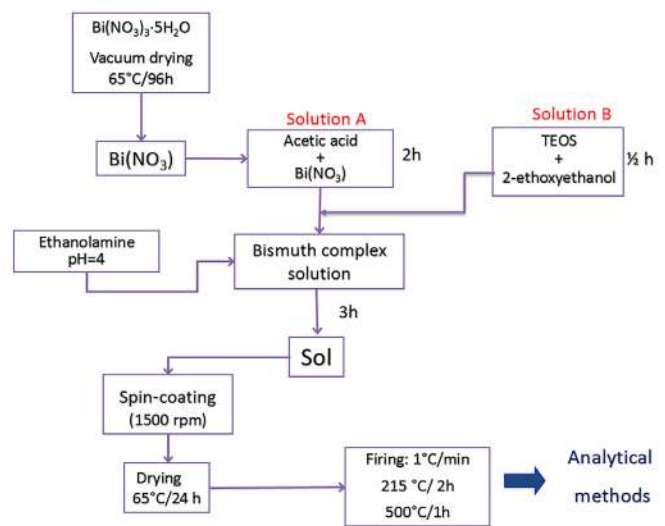 Bi(NO₃)₃·5H₂O
Vacuum drying
65°C/96h
Bi(NO₃)
Solution A
Acetic acid
+
Bi(NO₃)
2h
Solution B
TEOS
+
2-ethoxyethanol
½ h
Ethanolamine
pH=4
Bismuth complex
solution
3h
Sol
Spin-coating
(1500 rpm)
Drying
65°C/24 h
Firing: 1°C/min
215 °C/ 2h
500°C/1h
Analytical
methods